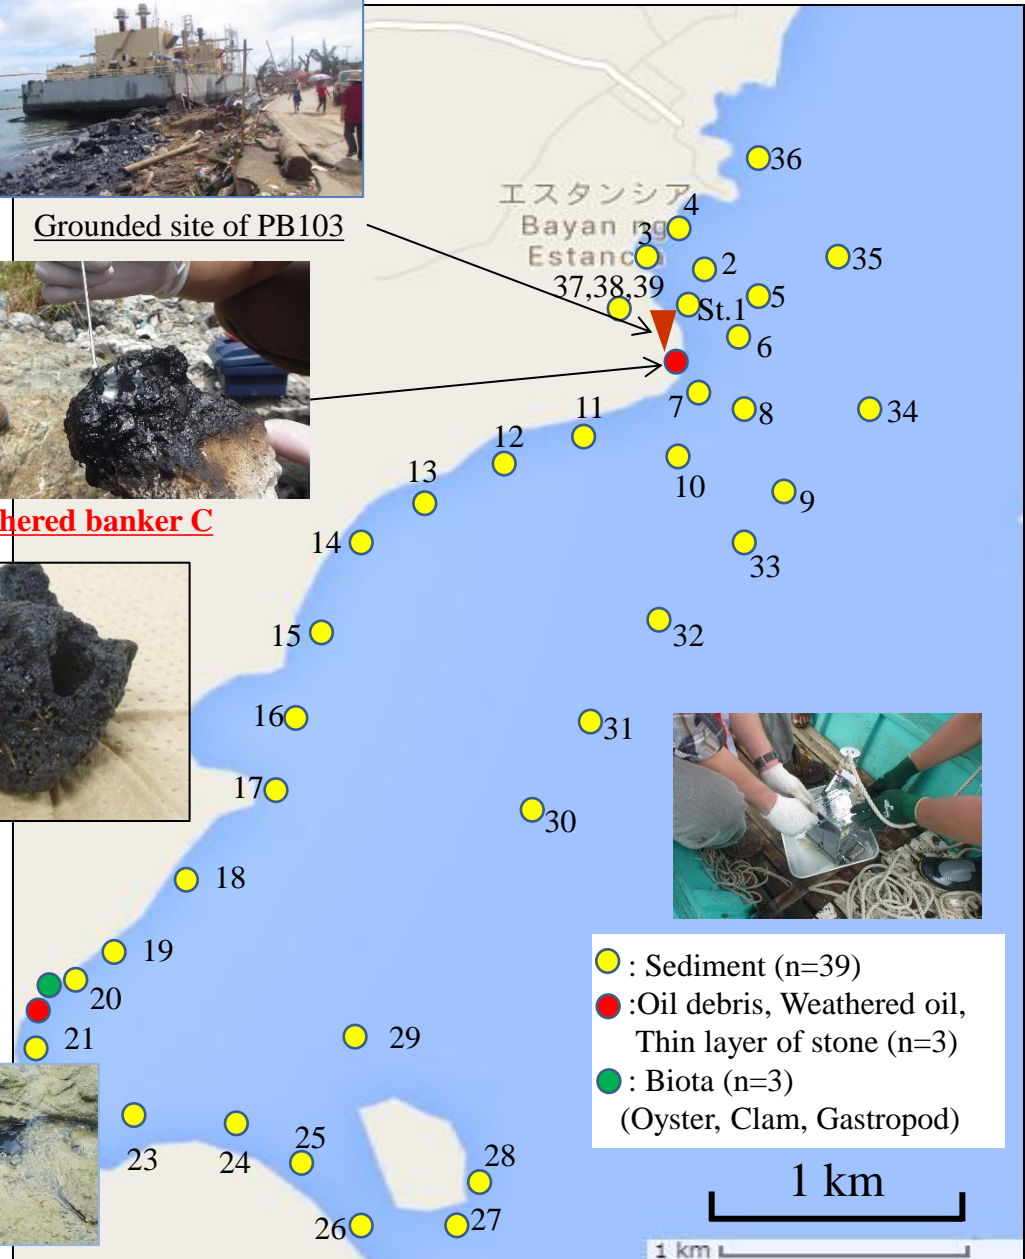 Grounded site of PB103
エスタンシア
Bayan ng
Estancia
36
4
3
2
35
37,38,39
St.1
5
6
7
8
34
11
12
10
9
13
14
33
15
32
16
31
17
30
18
19
20
21
29
23
24
25
28
26
27
hered banker C
: Sediment (n=39)
:Oil debris, Weathered oil,
Thin layer of stone (n=3)
: Biota (n=3)
(Oyster, Clam, Gastropod)
1 km
1 km